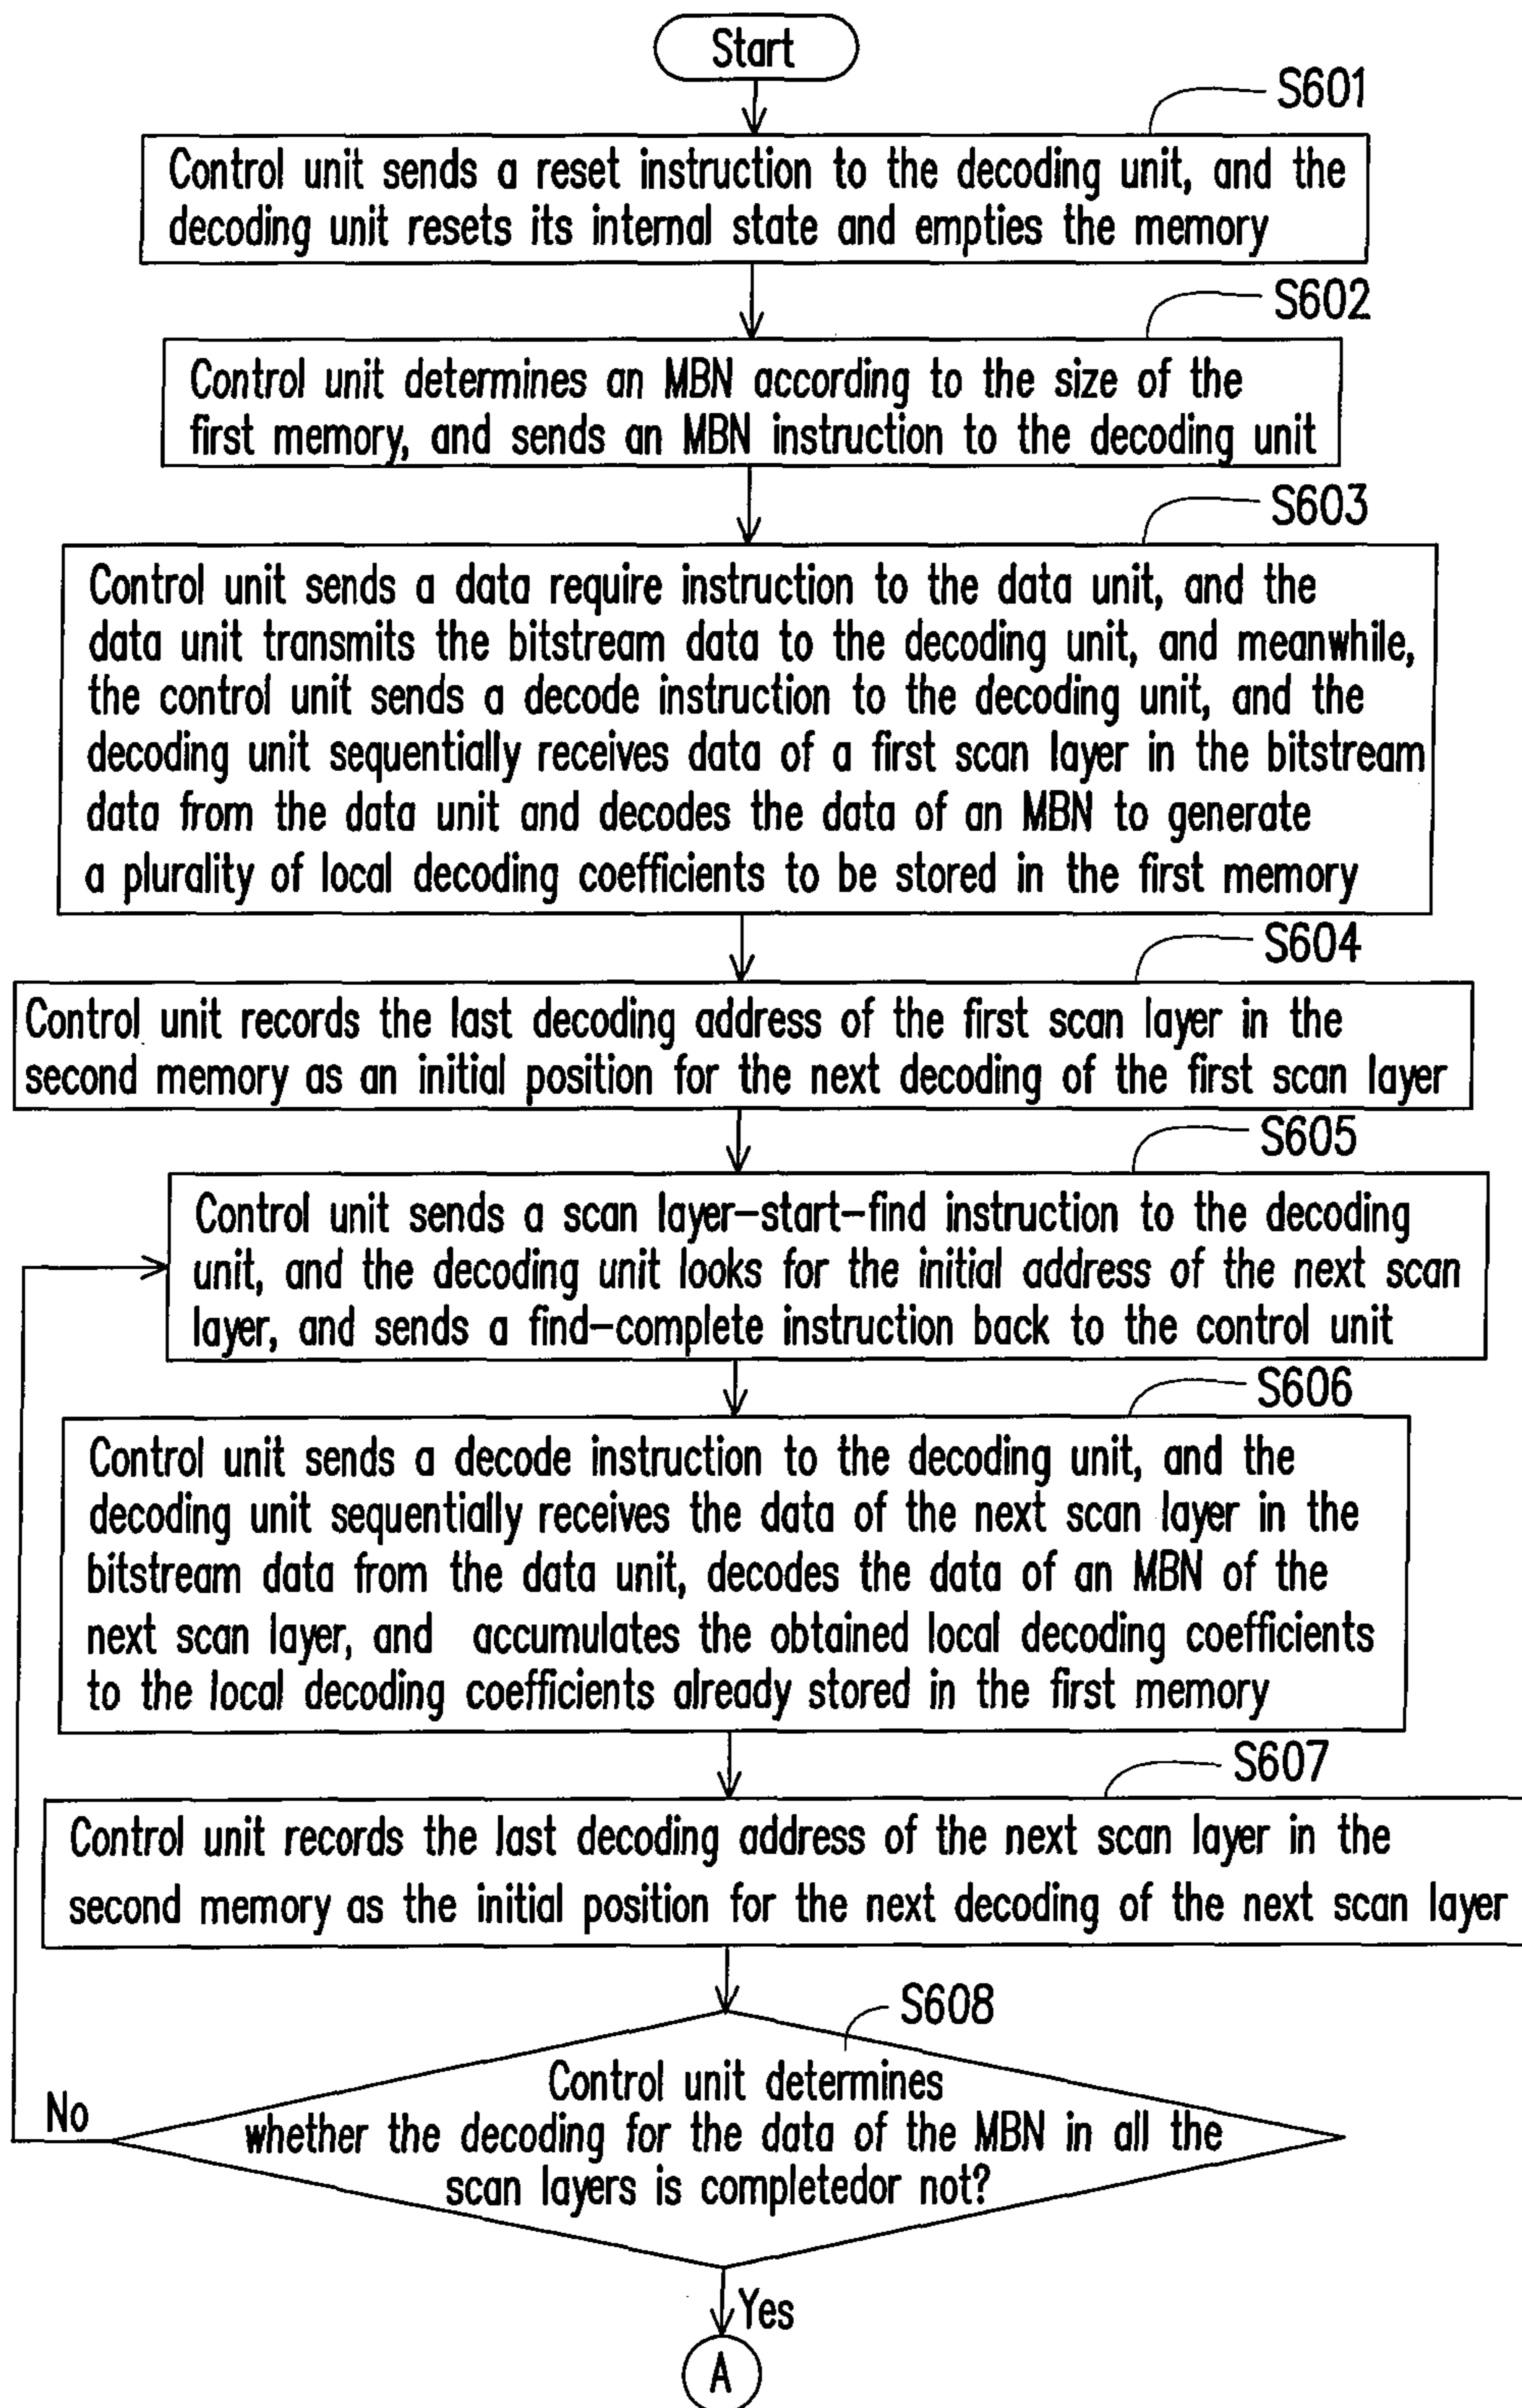 Start
S601
Control unit sends a reset instruction to the decoding unit, and the
decoding unit resets its internal state and empties the memory
S602
Control unit determines an MBN according to the size of the
first memory, and sends an MBN instruction to the decoding unit
S603
Control unit sends a data require instruction to the data unit, and the
data unit transmits the bitstream data to the decoding unit, and meanwhile,
the control unit sends a decode instruction to the decoding unit, and the
decoding unit sequentially receives data of a first scan layer in the bitstream
data from the data unit and decodes the data of an MBN to generate
a plurality of local decoding coefficients to be stored in the first memory
S604
Control unit records the last decoding address of the first scan layer in the
second memory as an initial position for the next decoding of the first scan layer
S605
Control unit sends a scan layer-start-find instruction to the decoding
unit, and the decoding unit looks for the initial address of the next scan
layer, and sends a find-complete instruction back to the control unit
S606
Control unit sends a decode instruction to the decoding unit, and the
decoding unit sequentially receives the data of the next scan layer in the
bitstream data from the data unit, decodes the data of an MBN of the
next scan layer, and accumulates the obtained local decoding coefficients
to the local decoding coefficients already stored in the first memory
S607
Control unit records the last decoding address of the next scan layer in the
second memory as the initial position for the next decoding of the next scan layer
S608
Control unit determines
whether the decoding for the data of the MBN in all the
scan layers is completedor not?
No
Yes
A